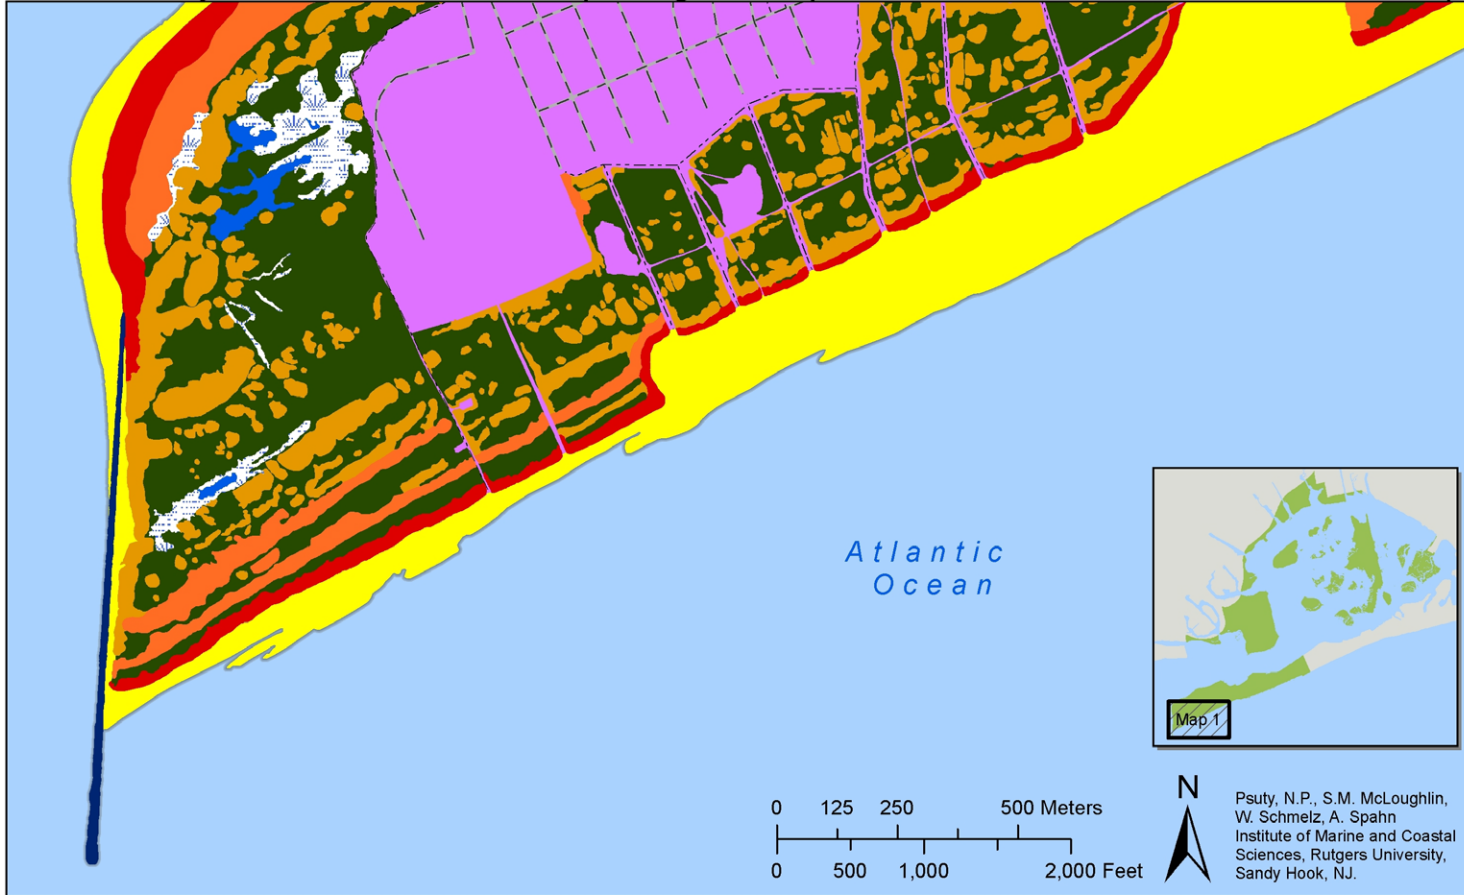 Atlantic
Ocean
Map 1
0 125 250 500 Meters
0 500 1,000 2,000 Feet
N
Psuty, N.P., S.M. McLoughlin,
W. Schmelz, A. Spahn
Institute of Marine and Coastal
Sciences, Rutgers University,
Sandy Hook, NJ.